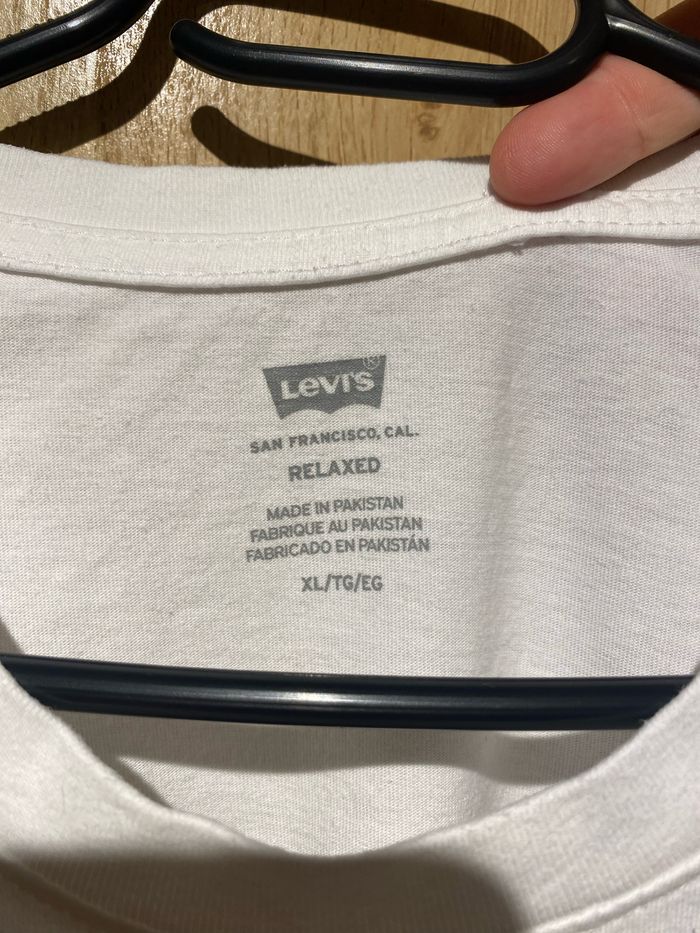 Levi's®
SAN FRANCISCO, CAL.
RELAXED
MADE IN PAKISTAN
FABRIQUE AU PAKISTAN
FABRICADO EN PAKISTÁN
XL/TG/EG